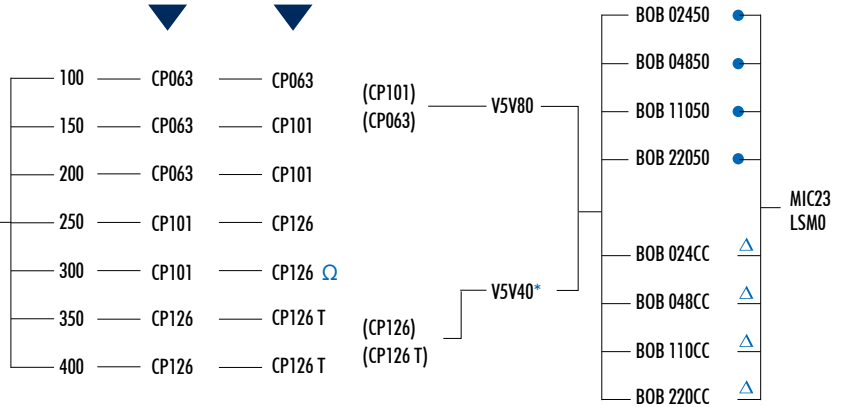 100 CP063 CP063
150 CP063 CP101
200 CP063 CP101
250 CP101 CP126
300 CP101 CP126 Ω
350 CP126 CP126 T
400 CP126 CP126 T
(CP101)
(CP063)
V5V80
(CP126)
(CP126 T)
V5V40*
BOB 02450 ●
BOB 04850 ●
BOB 11050 ●
BOB 22050 ●
BOB 024CC Δ
BOB 048CC Δ
BOB 110CC Δ
BOB 220CC Δ
MIC23
LSM0